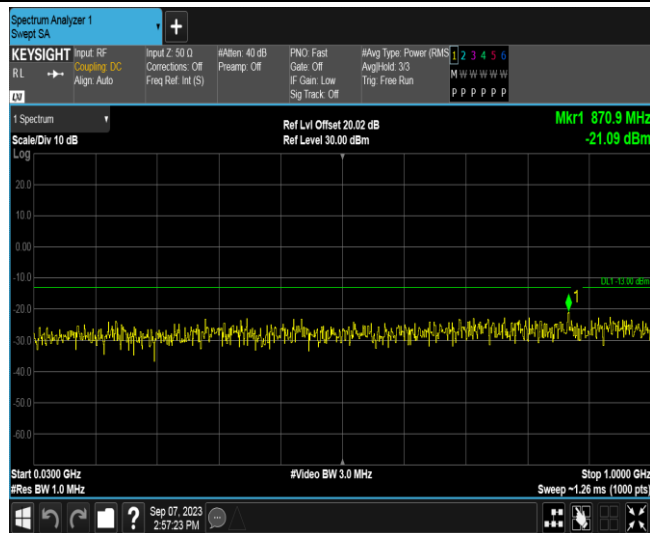 Spectrum Analyzer 1
Swept SA
+
KEYSIGHT
RL
Input: RF
Coupling: DC
Align: Auto
Input Z: 50 Ω
Corrections: Off
Freq Ref: Int (S)
#Atten: 40 dB
Preamp: Off
PNO: Fast
Gate: Off
IF Gain: Low
Sig Track: Off
#Avg Type: Power (RMS
Avg|Hold: 3/3
Trig: Free Run
1 2 3 4 5 6
M W W W W W
P P P P P P
LXI
1 Spectrum
Scale/Div 10 dB
Log
Ref Lvl Offset 20.02 dB
Ref Level 30.00 dBm
Mkr1 870.9 MHz
-21.09 dBm
20.0
10.0
0.00
-10.0
DL1 -13.00 dBm
1
-20.0
-30.0
-40.0
-50.0
-60.0
Start 0.0300 GHz
#Res BW 1.0 MHz
#Video BW 3.0 MHz
Stop 1.0000 GHz
Sweep ~1.26 ms (1000 pts)
?
Sep 07, 2023
2:57:23 PM